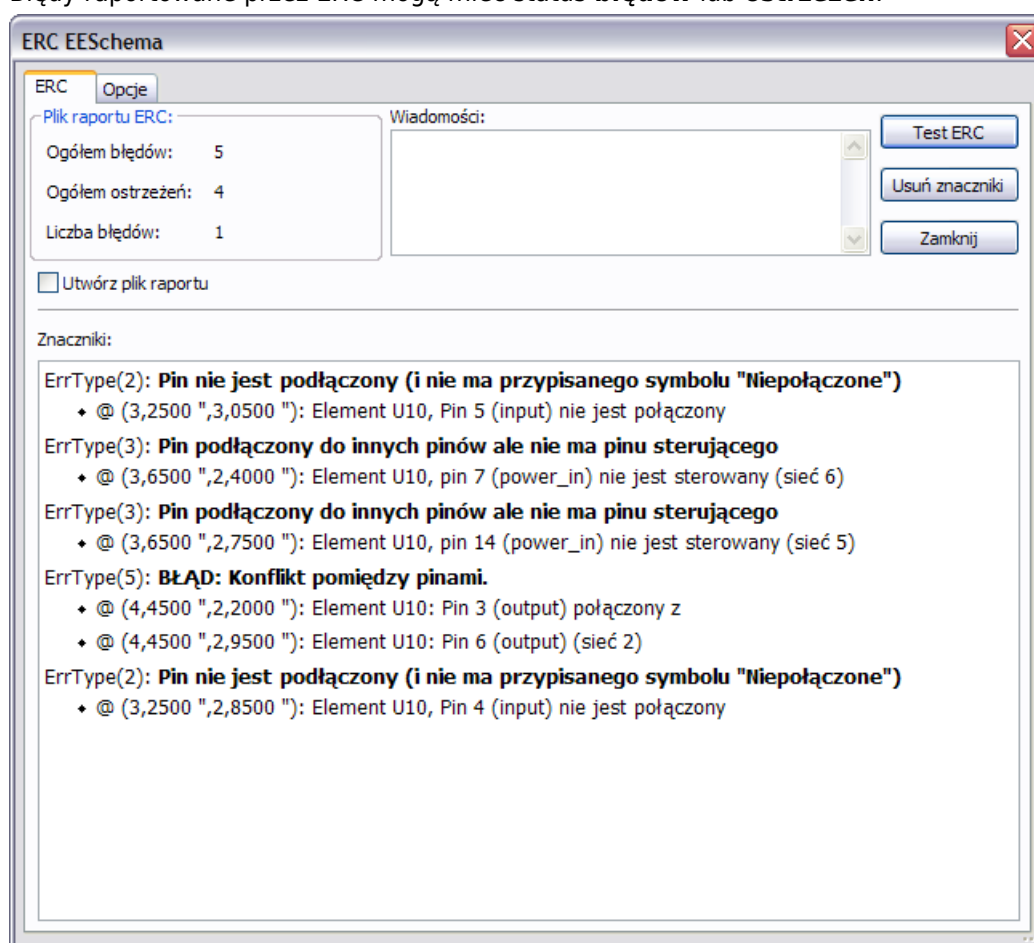 Błędy raportowane przez ERC mogą mieć status błędów lub ostrzeżeń.
ERC EESchema
ERC Opcje
Plik raportu ERC:
Ogółem błędów: 5
Ogółem ostrzeżeń: 4
Liczba błędów: 1
Wiadomości:
Test ERC
Usuń znaczniki
Zamknij
Utwórz plik raportu
Znaczniki:
ErrType(2): Pin nie jest podłączony (i nie ma przypisanego symbolu "Niepołączone")
@ (3,2500 ",3,0500 "): Element U10, Pin 5 (input) nie jest połączony
ErrType(3): Pin podłączony do innych pinów ale nie ma pinu sterującego
@ (3,6500 ",2,4000 "): Element U10, pin 7 (power_in) nie jest sterowany (sieć 6)
ErrType(3): Pin podłączony do innych pinów ale nie ma pinu sterującego
@ (3,6500 ",2,7500 "): Element U10, pin 14 (power_in) nie jest sterowany (sieć 5)
ErrType(5): BŁĄD: Konflikt pomiędzy pinami.
@ (4,4500 ",2,2000 "): Element U10: Pin 3 (output) połączony z
@ (4,4500 ",2,9500 "): Element U10: Pin 6 (output) (sieć 2)
ErrType(2): Pin nie jest podłączony (i nie ma przypisanego symbolu "Niepołączone")
@ (3,2500 ",2,8500 "): Element U10, Pin 4 (input) nie jest połączony